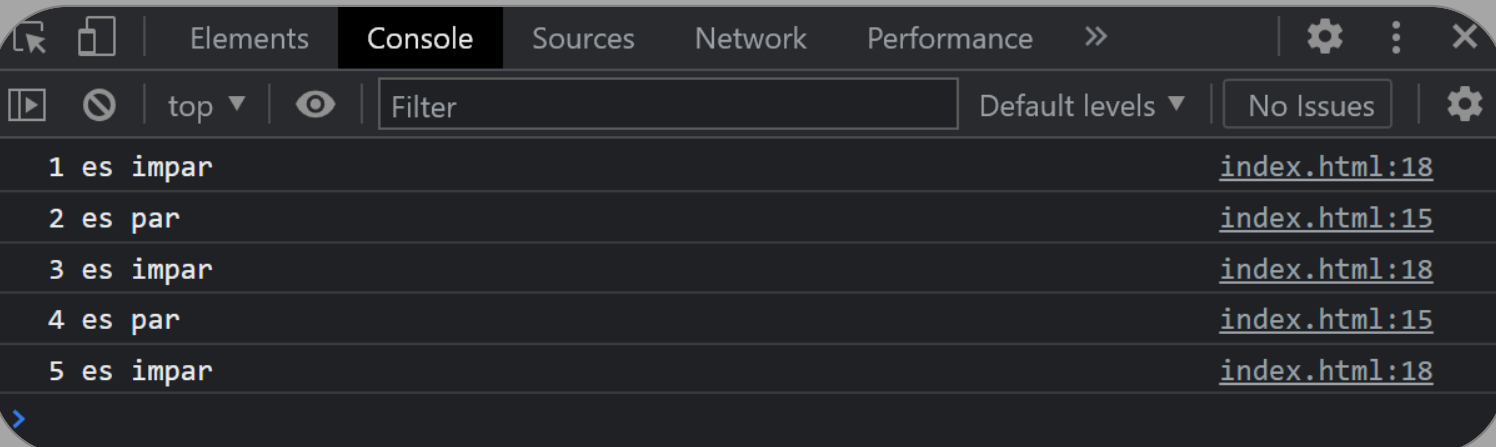 Elements Console Sources Network Performance »
top ▼ Filter Default levels ▼ No Issues
1 es impar index.html:18
2 es par index.html:15
3 es impar index.html:18
4 es par index.html:15
5 es impar index.html:18